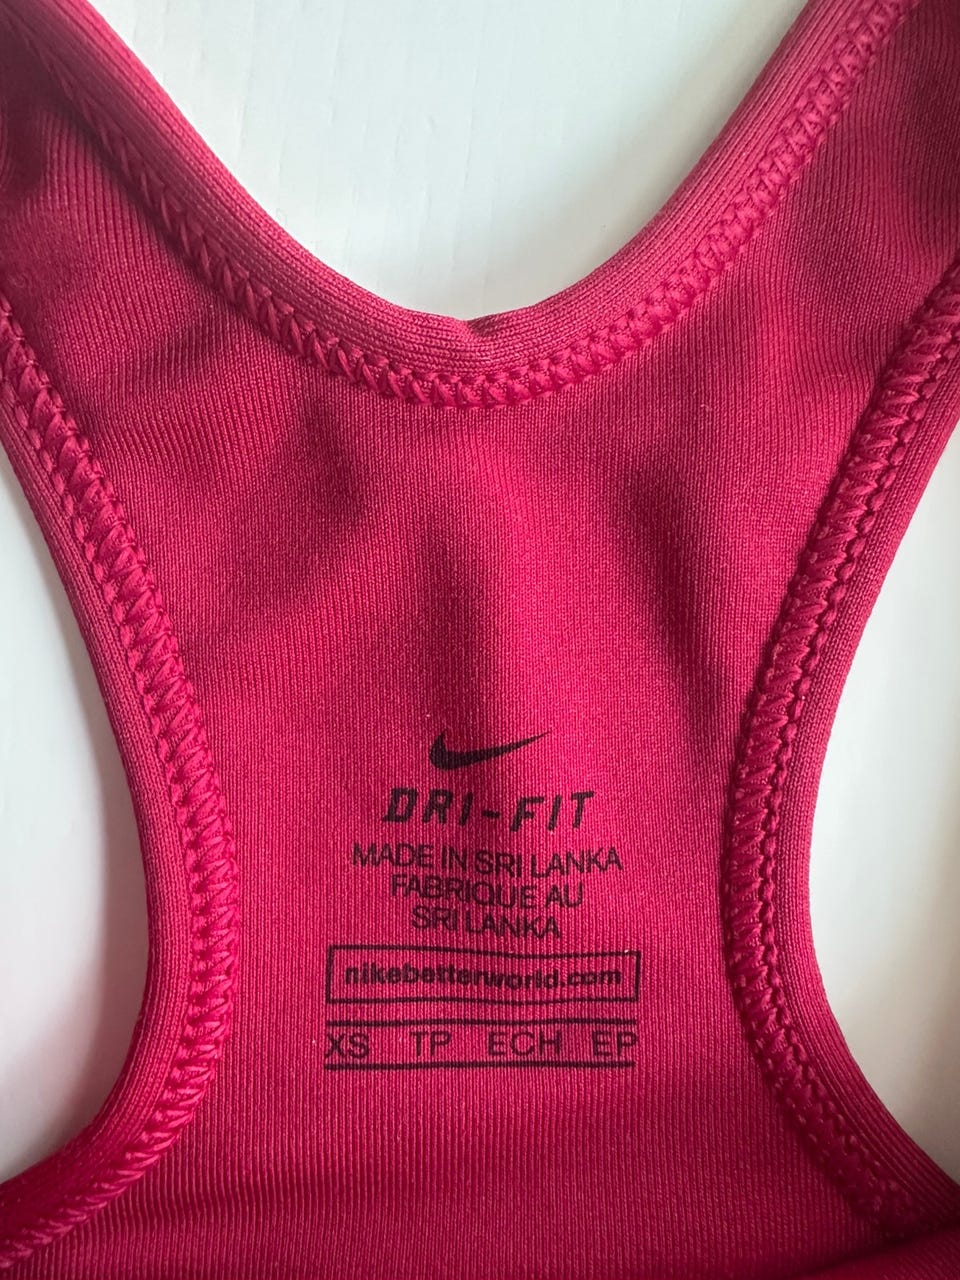 DRI-FIT
MADE IN SRI LANKA
FABRIQUE AU
SRI LANKA
nikebetterworld.com
XS TP ECH EP